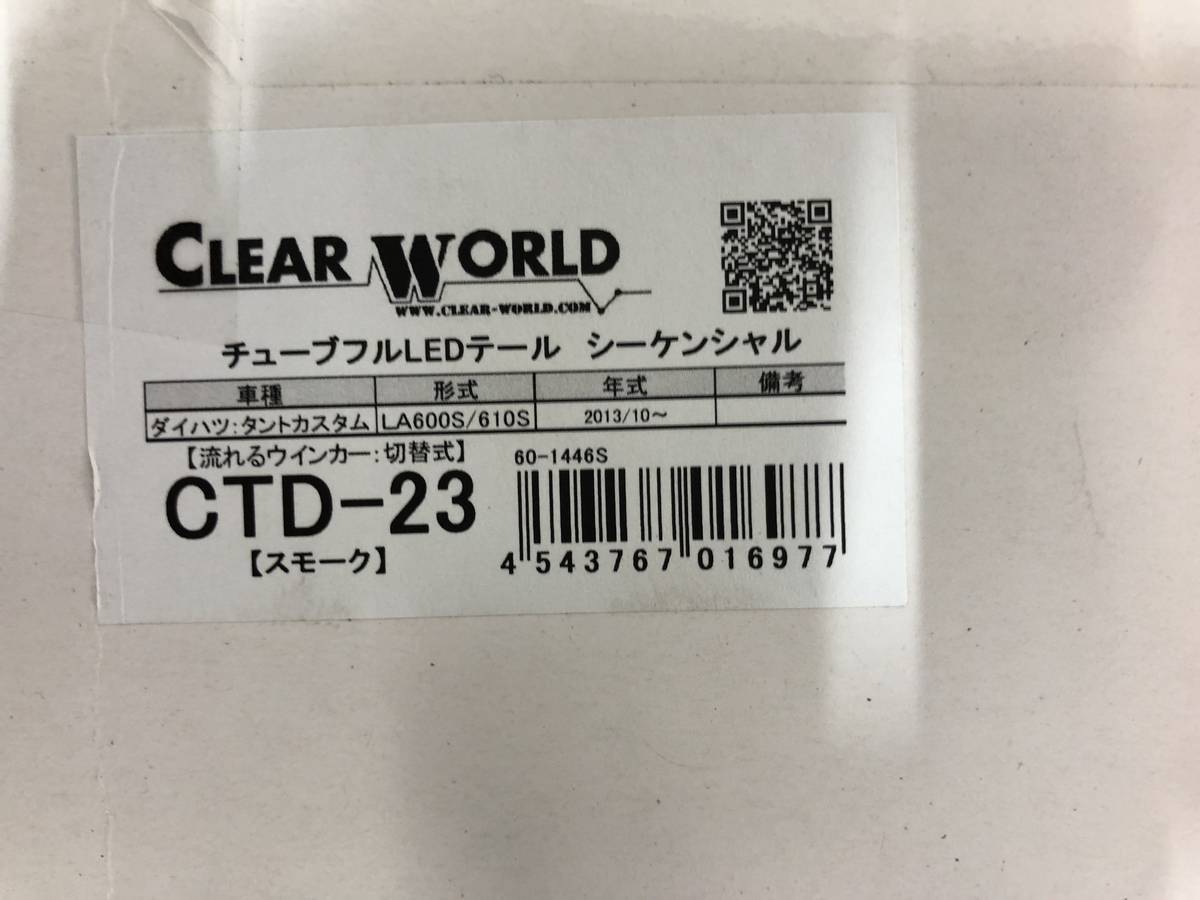 CLEAR WORLD
WWW.CLEAR-WORLD.COM
チューブフルLEDテール シーケンシャル
車種 形式 年式 備考
ダイハツ:タントカスタム LA600S/610S 2013/10～
【流れるウインカー:切替式】 60-1446S
CTD-23
【スモーク】
4 543767 016977